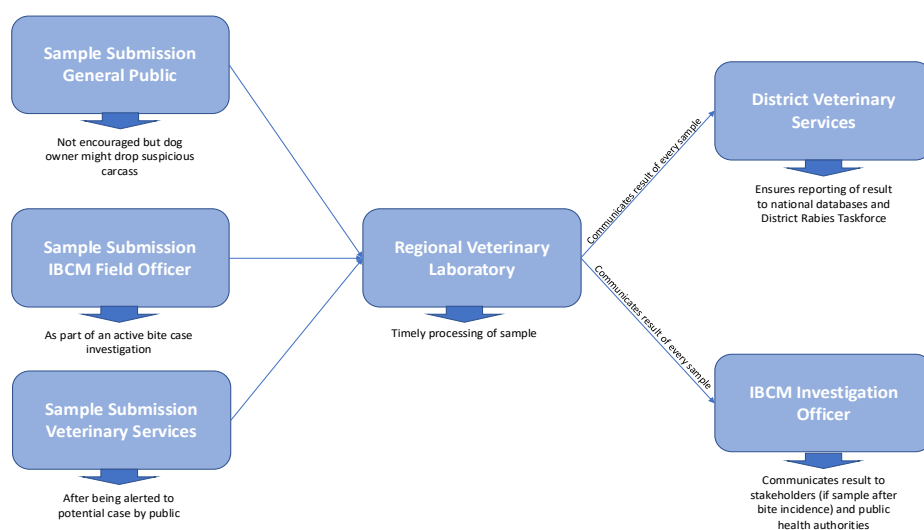 Sample Submission
General Public
Not encouraged but dog
owner might drop suspicious
carcass
Sample Submission
IBCM Field Officer
As part of an active bite case
investigation
Sample Submission
Veterinary Services
After being alerted to
potential case by public
Regional Veterinary
Laboratory
Timely processing of sample
Communicates result of every sample
Communicates result of every sample
District Veterinary
Services
Ensures reporting of result
to national databases and
District Rabies Taskforce
IBCM Investigation
Officer
Communicates result to
stakeholders (if sample after
bite incidence) and public
health authorities